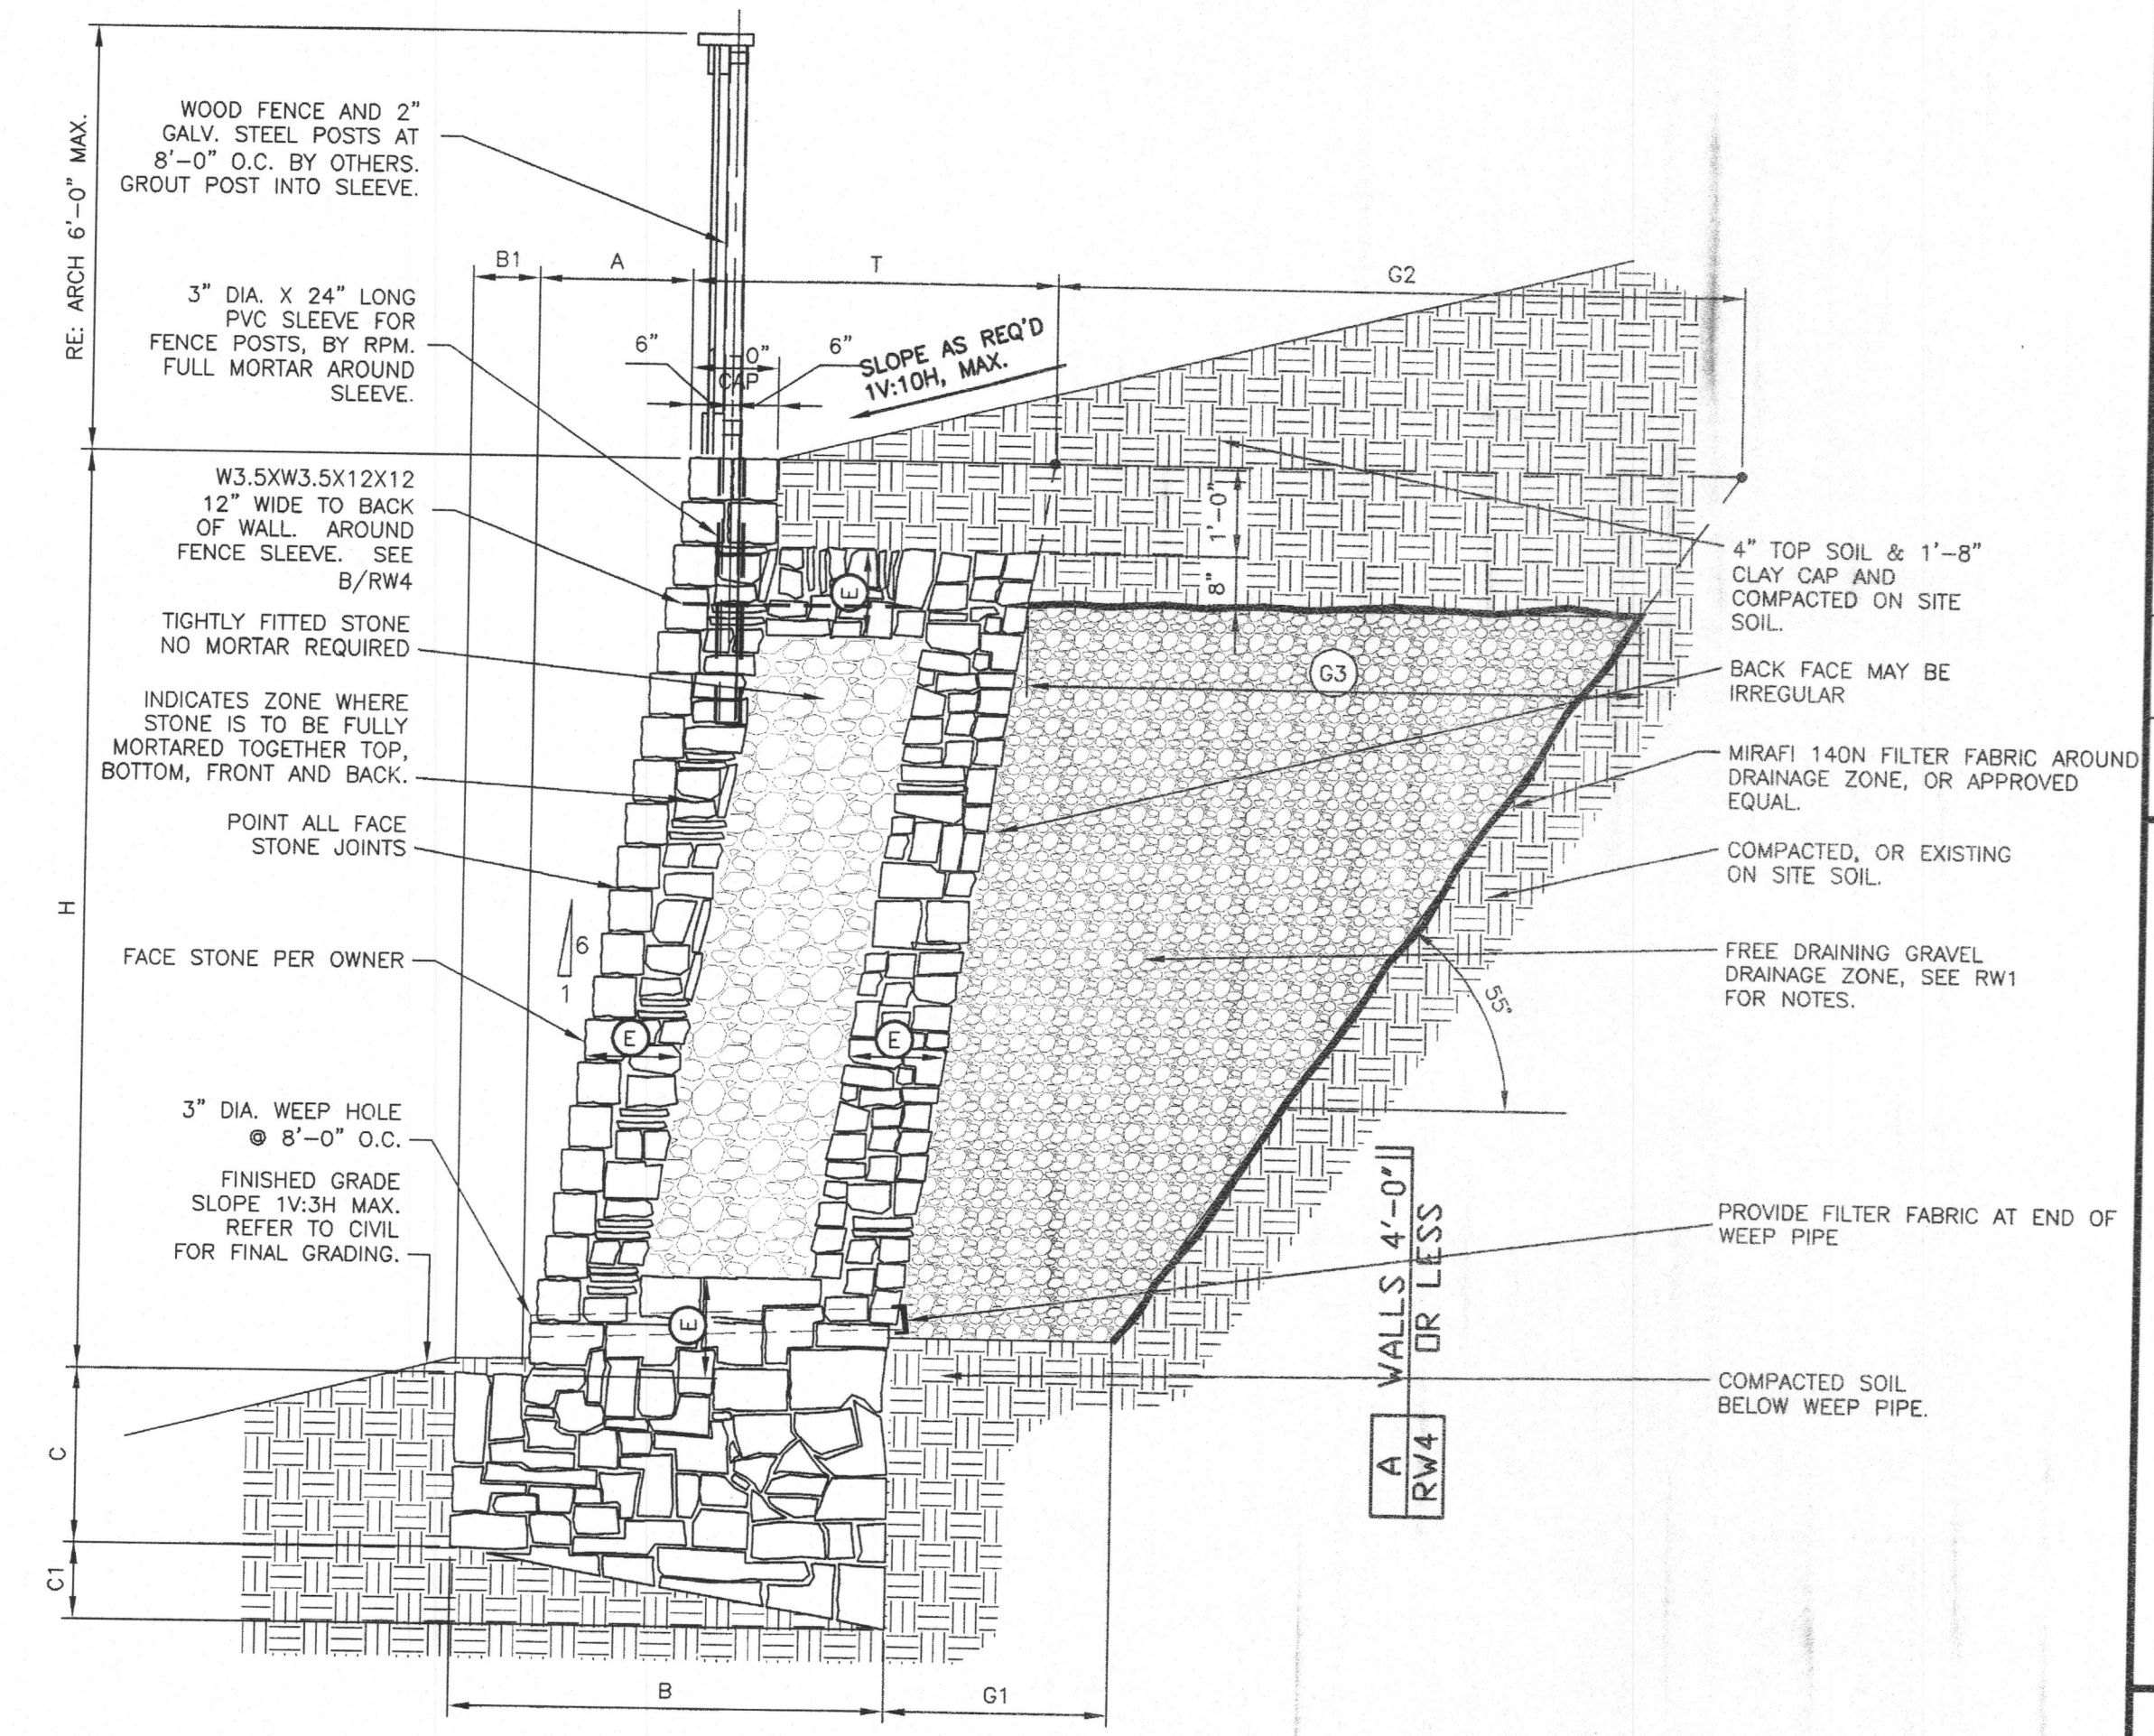 RE: ARCH 6'-0" MAX.
WOOD FENCE AND 2"
GALV. STEEL POSTS AT
8'-0" O.C. BY OTHERS.
GROUT POST INTO SLEEVE.
B1
A
T
G2
3" DIA. X 24" LONG
PVC SLEEVE FOR
FENCE POSTS, BY RPM.
FULL MORTAR AROUND
SLEEVE.
6"
0"
CAP
6"
SLOPE AS REQ'D
1V:10H, MAX.
W3.5XW3.5X12X12
12" WIDE TO BACK
OF WALL. AROUND
FENCE SLEEVE. SEE
B/RW4
1'-0"
8"
E
TIGHTLY FITTED STONE
NO MORTAR REQUIRED
INDICATES ZONE WHERE
STONE IS TO BE FULLY
MORTARED TOGETHER TOP,
BOTTOM, FRONT AND BACK.
POINT ALL FACE
STONE JOINTS
H
6
1
FACE STONE PER OWNER
E
E
3" DIA. WEEP HOLE
@ 8'-0" O.C.
FINISHED GRADE
SLOPE 1V:3H MAX.
REFER TO CIVIL
FOR FINAL GRADING.
E
C
C1
B
G1
G3
4" TOP SOIL & 1'-8"
CLAY CAP AND
COMPACTED ON SITE
SOIL.
BACK FACE MAY BE
IRREGULAR
MIRAFI 140N FILTER FABRIC AROUND
DRAINAGE ZONE, OR APPROVED
EQUAL.
COMPACTED, OR EXISTING
ON SITE SOIL.
FREE DRAINING GRAVEL
DRAINAGE ZONE, SEE RW1
FOR NOTES.
55°
PROVIDE FILTER FABRIC AT END OF
WEEP PIPE
COMPACTED SOIL
BELOW WEEP PIPE.
A
RW4
WALLS 4'-0"
OR LESS